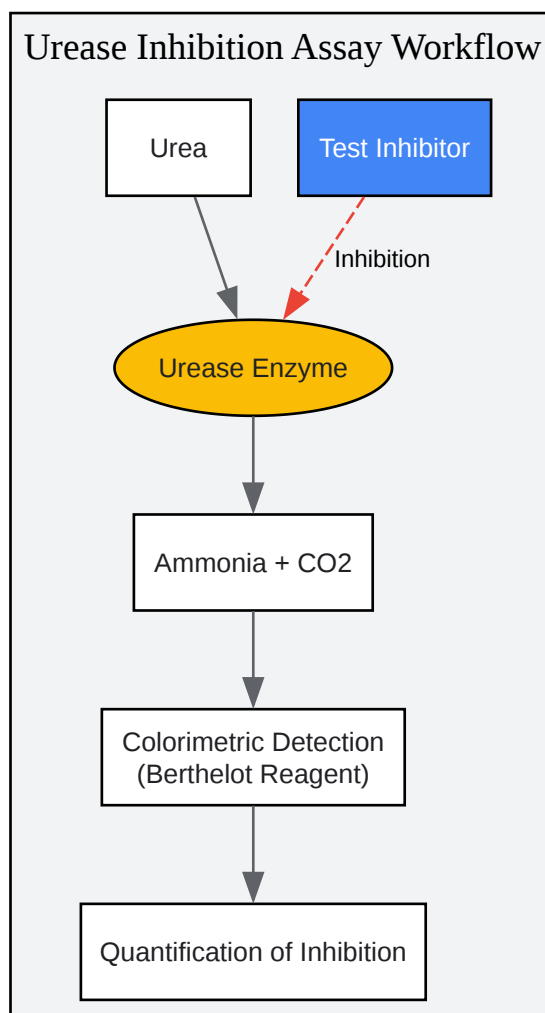 Urease Inhibition Assay Workflow
Urea
Test Inhibitor
Inhibition
Urease Enzyme
Ammonia + CO2
Colorimetric Detection
(Berthelot Reagent)
Quantification of Inhibition